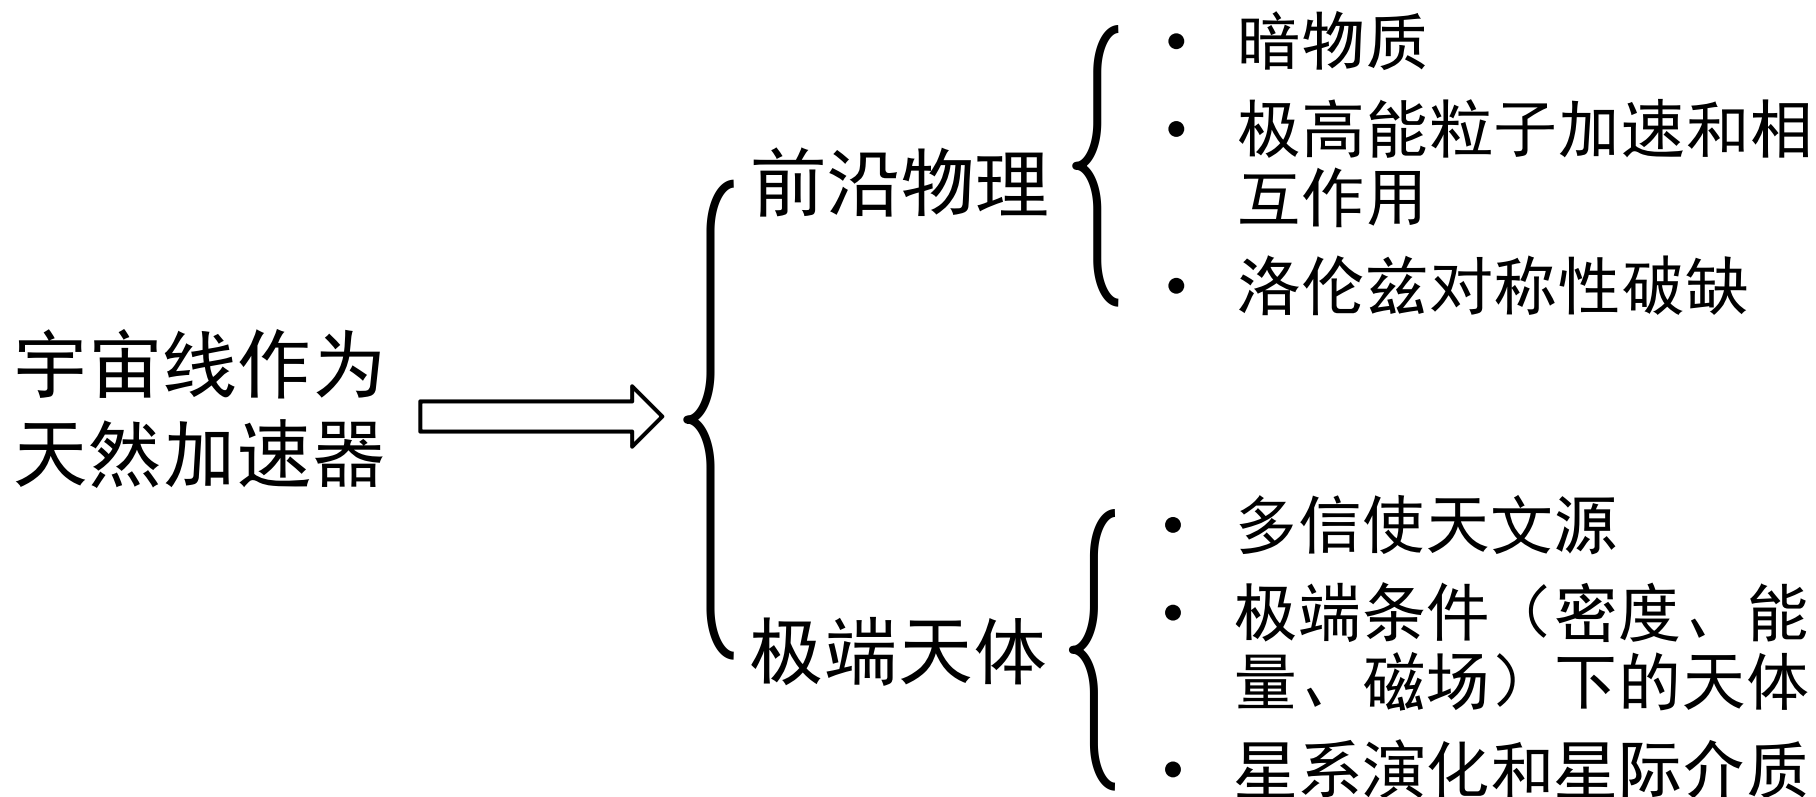 宇宙线作为
天然加速器
前沿物理
• 暗物质
• 极高能粒子加速和相
互作用
• 洛伦兹对称性破缺
极端天体
• 多信使天文源
• 极端条件（密度、能
量、磁场）下的天体
• 星系演化和星际介质